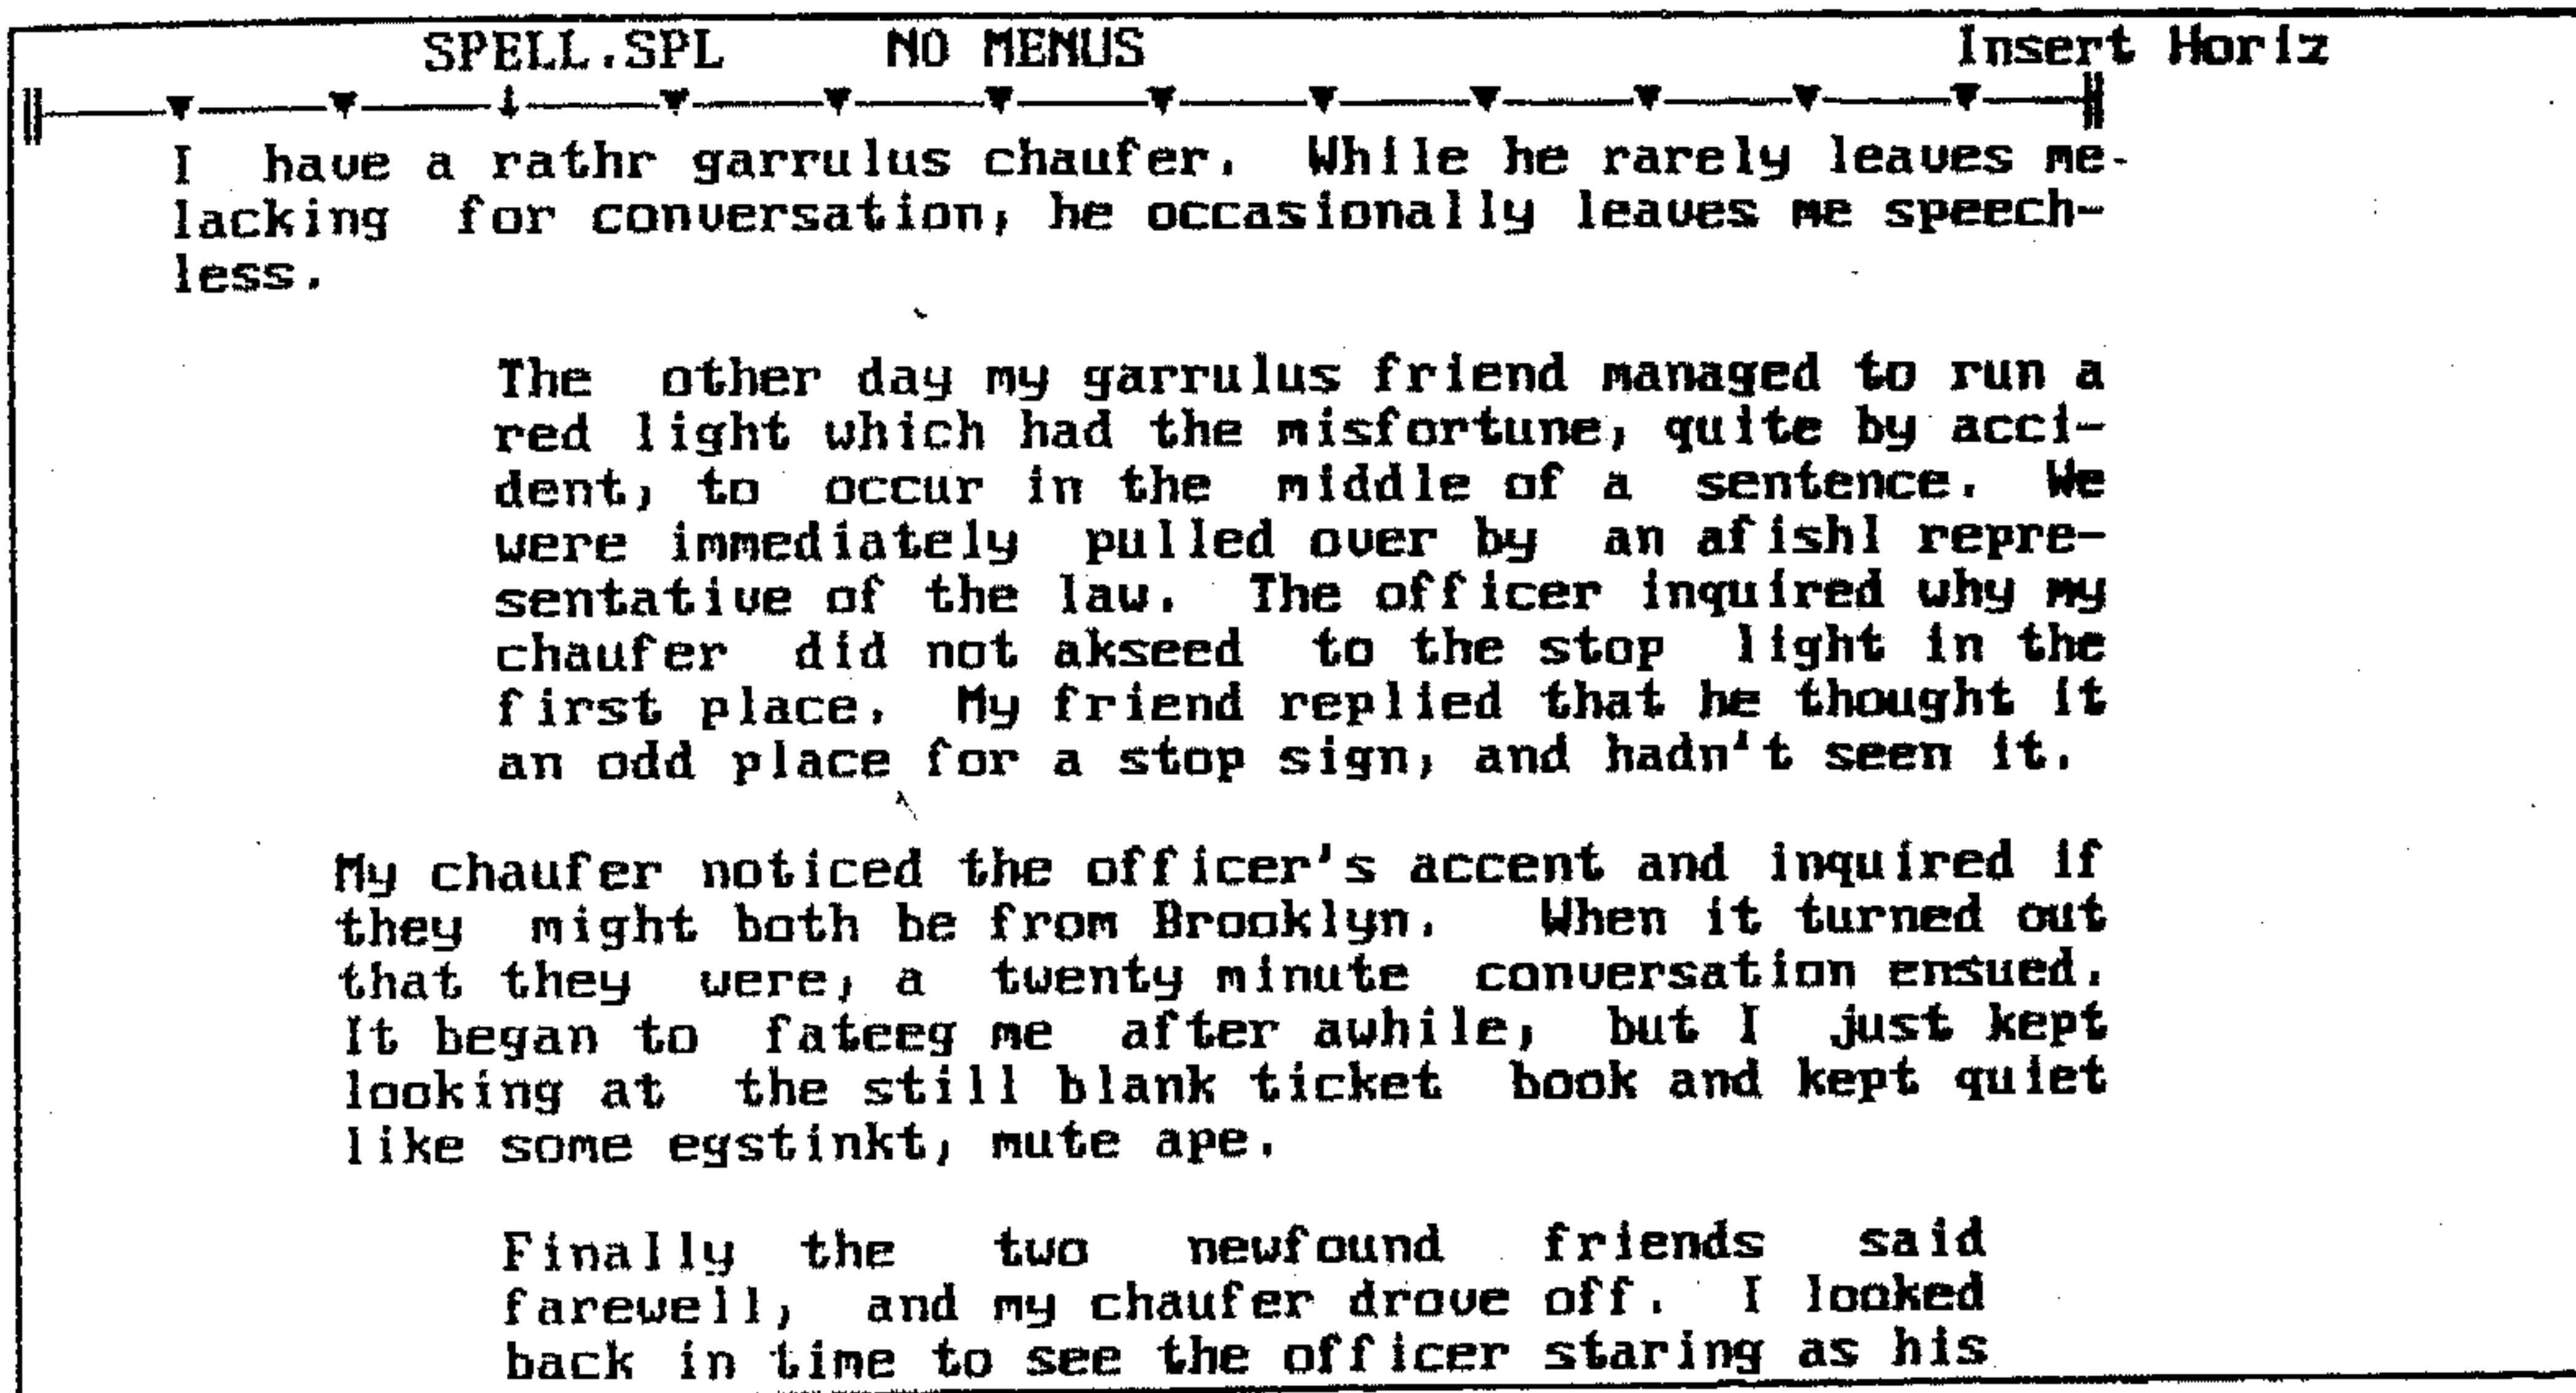 SPELL.SPL NO MENUS Insert Horiz
I have a rathr garrulus chaufer. While he rarely leaves me
lacking for conversation, he occasionally leaves me speech-
less.
The other day my garrulus friend managed to run a
red light which had the misfortune, quite by acci-
dent, to occur in the middle of a sentence. We
were immediately pulled over by an afishl repre-
sentative of the law. The officer inquired why my
chaufer did not akseed to the stop light in the
first place. My friend replied that he thought it
an odd place for a stop sign, and hadn't seen it.
My chaufer noticed the officer's accent and inquired if
they might both be from Brooklyn. When it turned out
that they were, a twenty minute conversation ensued.
It began to fateeg me after awhile, but I just kept
looking at the still blank ticket book and kept quiet
like some egstinkt, mute ape.
Finally the two newfound friends said
farewell, and my chaufer drove off. I looked
back in time to see the officer staring as his